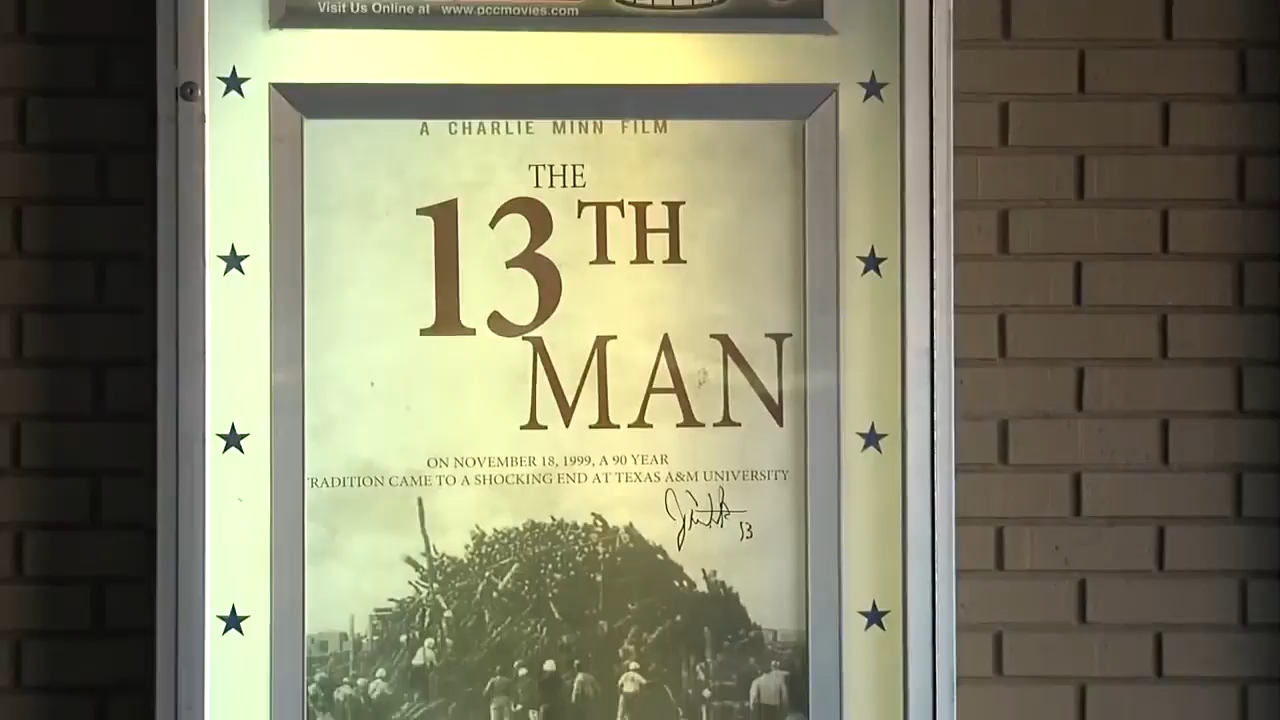 Visit Us Online at www.pccmovies.com
A CHARLIE MINN FILM
THE
13TH
MAN
ON NOVEMBER 18, 1999, A 90 YEAR
RADITION CAME TO A SHOCKING END AT TEXAS A&M UNIVERSITY
13